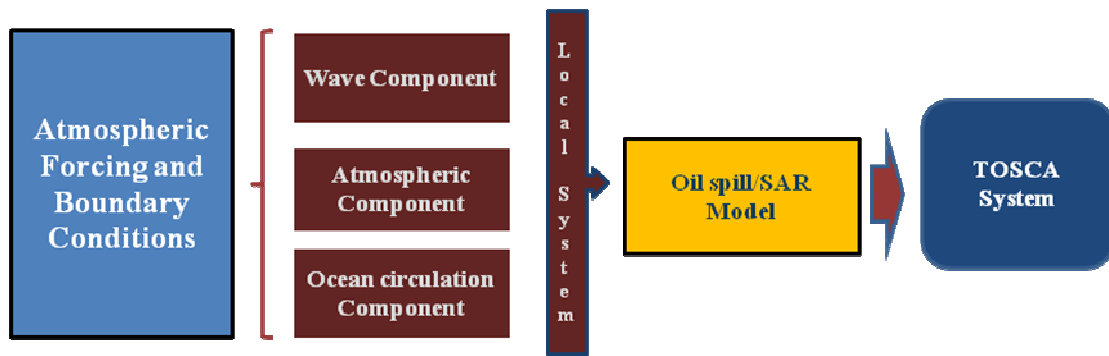 Atmospheric
Forcing and
Boundary
Conditions
Wave Component
Atmospheric
Component
Ocean circulation
Component
Local System
Oil spill/SAR
Model
TOSCA
System